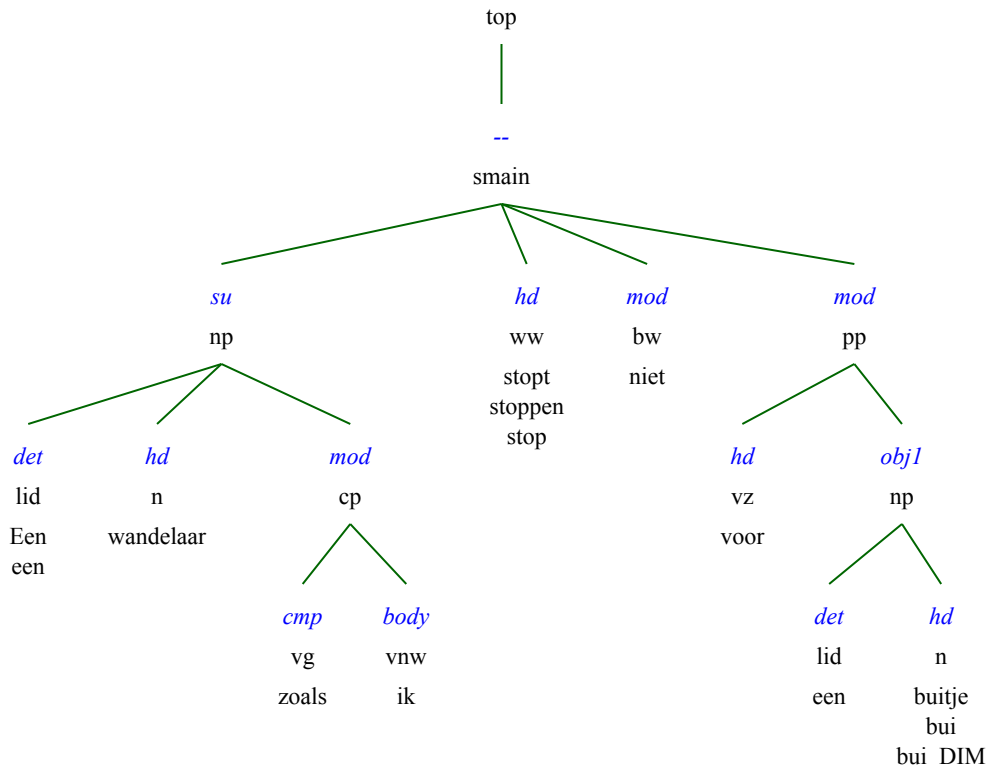 top
--
smain
su hd mod mod
np ww bw pp
stopt niet
stoppen
stop
det hd mod hd obj1
lid n cp vz np
Een wandelaar voor
een
cmp body det hd
vg vnw lid n
zoals ik een buitje
bui
bui_DIM